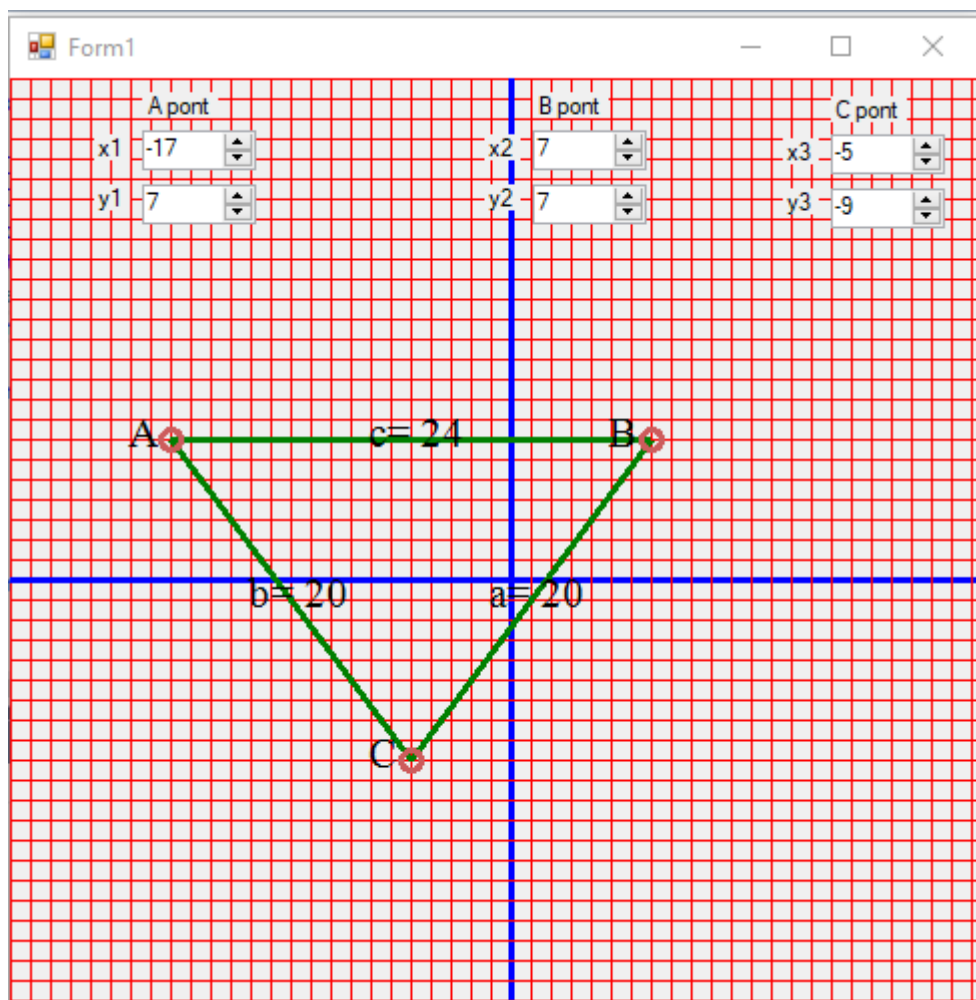 Form1
A pont
B pont
C pont
x1 -17
x2 7
x3 -5
y1 7
y2 7
y3 -9
A
c= 24
B
b= 20
a= 20
C